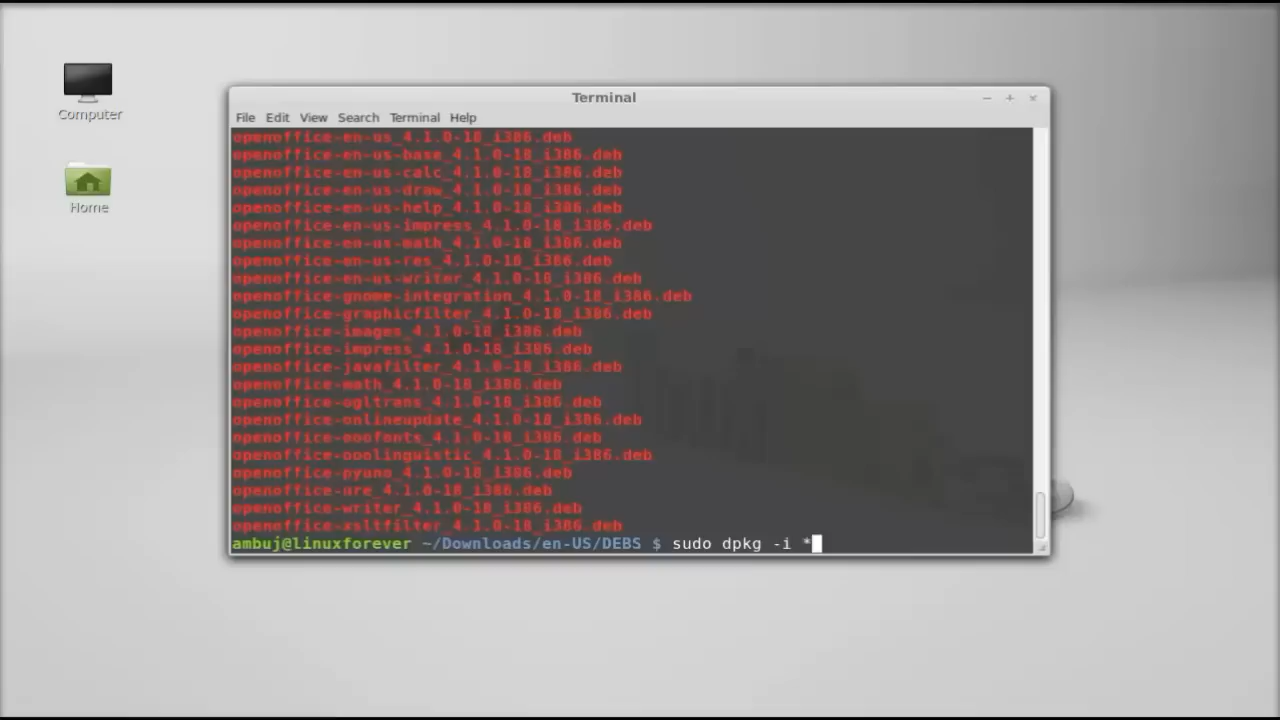 Computer
Home
Terminal
File Edit View Search Terminal Help
openoffice-en-us_4.1.0-18_i386.deb
openoffice-en-us-base_4.1.0-18_i386.deb
openoffice-en-us-calc_4.1.0-18_i386.deb
openoffice-en-us-draw_4.1.0-18_i386.deb
openoffice-en-us-help_4.1.0-18_i386.deb
openoffice-en-us-impress_4.1.0-18_i386.deb
openoffice-en-us-math_4.1.0-18_i386.deb
openoffice-en-us-res_4.1.0-18_i386.deb
openoffice-en-us-writer_4.1.0-18_i386.deb
openoffice-gnome-integration_4.1.0-18_i386.deb
openoffice-graphicfilter_4.1.0-18_i386.deb
openoffice-images_4.1.0-18_i386.deb
openoffice-impress_4.1.0-18_i386.deb
openoffice-javafilter_4.1.0-18_i386.deb
openoffice-math_4.1.0-18_i386.deb
openoffice-ogltrans_4.1.0-18_i386.deb
openoffice-onlineupdate_4.1.0-18_i386.deb
openoffice-ooofonts_4.1.0-18_i386.deb
openoffice-ooolinguistic_4.1.0-18_i386.deb
openoffice-pyuno_4.1.0-18_i386.deb
openoffice-ure_4.1.0-18_i386.deb
openoffice-writer_4.1.0-18_i386.deb
openoffice-xsltfilter_4.1.0-18_i386.deb
ambuj@linuxforever ~/Downloads/en-US/DEBS $ sudo dpkg -i *